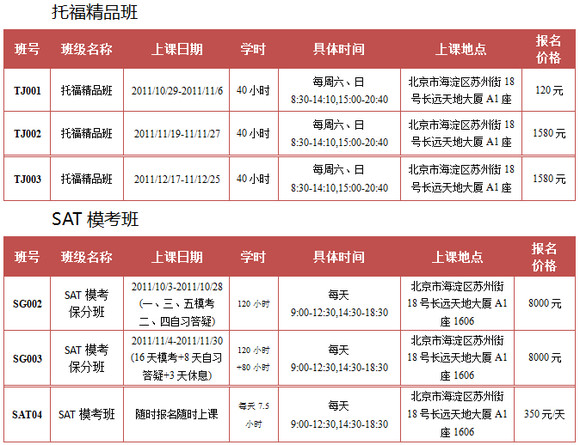 托福精品班
班号 班级名称 上课日期 学时 具体时间 上课地点 报名
价格
TJ001 托福精品班 2011/10/29-2011/11/6 40 小时 每周六、日
8:30-14:10,15:00-20:40 北京市海淀区苏州街 18
号长远天地大厦 A1 座 120 元
TJ002 托福精品班 2011/11/19-11/11/27 40 小时 每周六、日
8:30-14:10,15:00-20:40 北京市海淀区苏州街 18
号长远天地大厦 A1 座 1580 元
TJ003 托福精品班 2011/12/17-11/12/25 40 小时 每周六、日
8:30-14:10,15:00-20:40 北京市海淀区苏州街 18
号长远天地大厦 A1 座 1580 元
SAT 模考班
班号 班级名称 上课日期 学时 具体时间 上课地点 报名
价格
SG002 SAT 模考
保分班 2011/10/3-2011/10/28
(一、三、五模考
二、四自习答疑) 120 小时 每天
9:00-12:30,14:30-18:30 北京市海淀区苏州街
18 号长远天地大厦 A1
座 1606 8000 元
SG003 SAT 模考
保分班 2011/11/4-2011/11/30
(16 天模考+8 天自习
答疑+3 天休息) 120 小时
+80 小时 每天
9:00-12:30,14:30-18:30 北京市海淀区苏州街
18 号长远天地大厦 A1
座 1606 8000 元
SAT04 SAT 模考班 随时报名随时上课 每天 7.5
小时 每天
9:00-12:30,14:30-18:30 北京市海淀区苏州街
18 号长远天地大厦 A1
座 1606 350 元/天